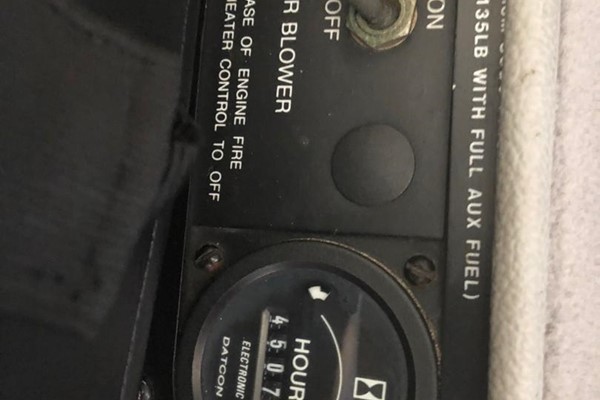 135LB WITH FULL AUX FUEL)
ON
OFF
R BLOWER
ASE OF ENGINE FIRE
HEATER CONTROL TO OFF
HOUR
4507
ELECTRONIC
DATCON